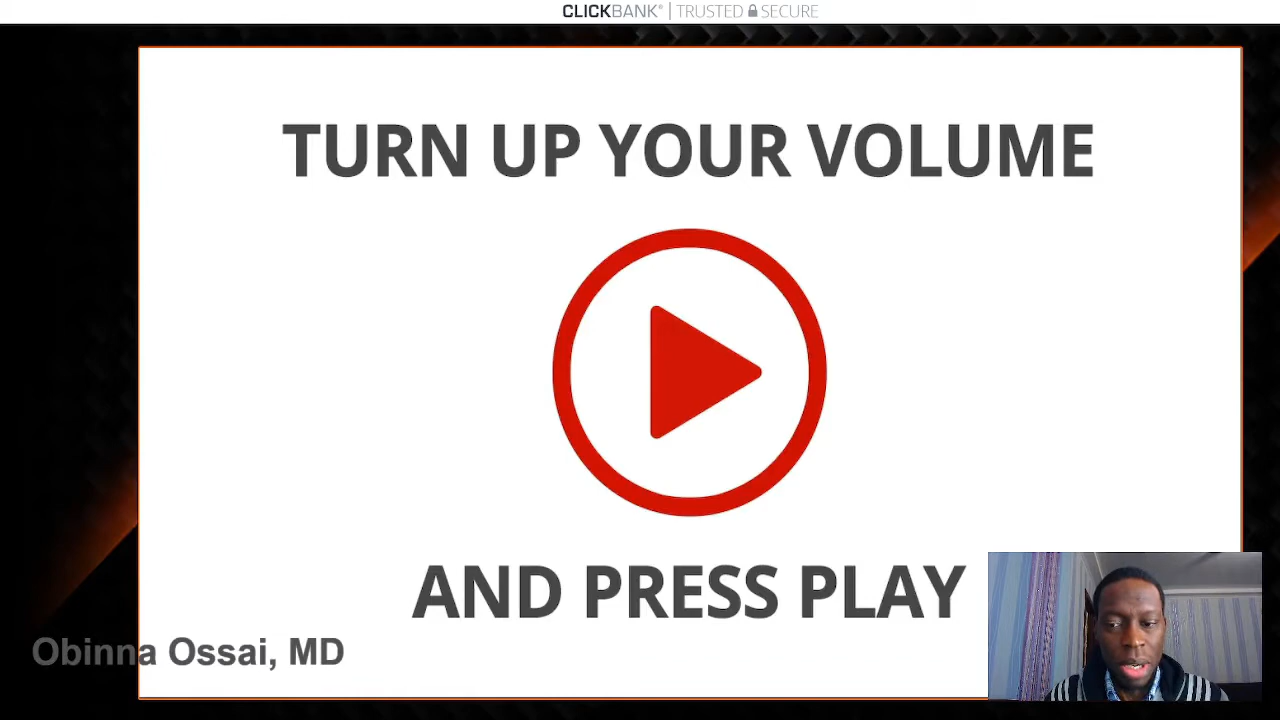 CLICKBANK® | TRUSTED SECURE
TURN UP YOUR VOLUME
AND PRESS PLAY
Obinna Ossai, MD